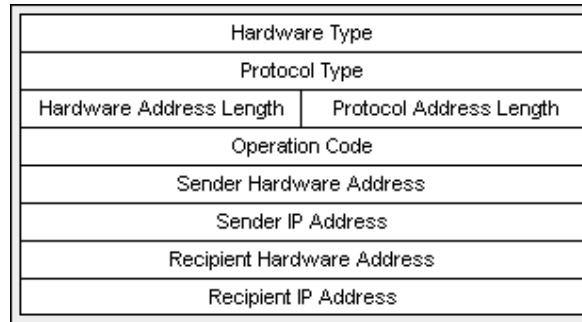 Hardware Type
Protocol Type
Hardware Address Length Protocol Address Length
Operation Code
Sender Hardware Address
Sender IP Address
Recipient Hardware Address
Recipient IP Address